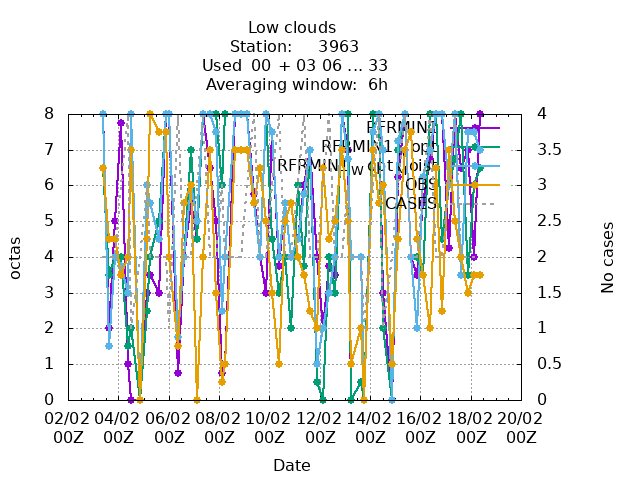 Low clouds
Station: 3963
Used 00 + 03 06 ... 33
Averaging window: 6h
8
7
6
5
4
3
2
1
0
octas
4
3.5
3
2.5
2
1.5
1
0.5
0
No cases
OBS
CASES
02/02 04/02 06/02 08/02 10/02 12/02 14/02 16/02 18/02 20/02
00Z 00Z 00Z 00Z 00Z 00Z 00Z 00Z 00Z 00Z
Date